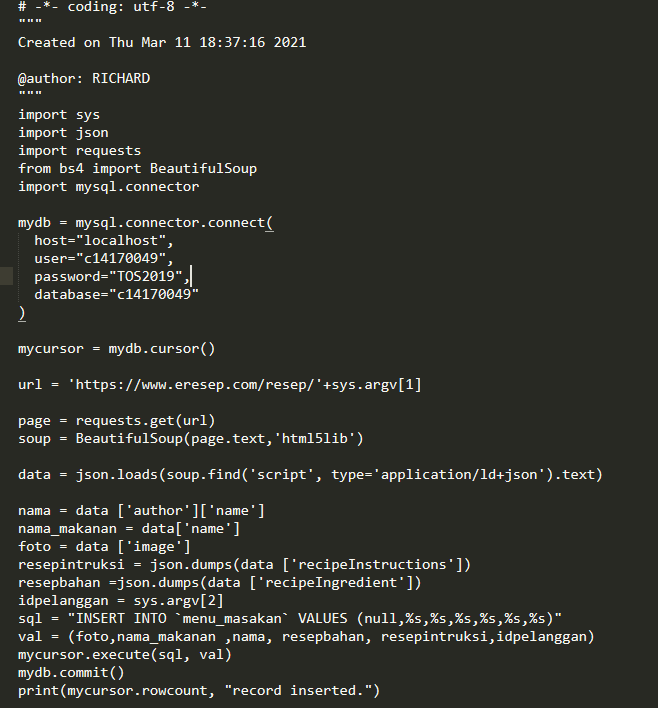 # -*- coding: utf-8 -*-
"""
Created on Thu Mar 11 18:37:16 2021
@author: RICHARD
"""
import sys
import json
import requests
from bs4 import BeautifulSoup
import mysql.connector
mydb = mysql.connector.connect(
host="localhost",
user="c14170049",
password="TOS2019",
database="c14170049"
)
mycursor = mydb.cursor()
url = 'https://www.eresep.com/resep/'+sys.argv[1]
page = requests.get(url)
soup = BeautifulSoup(page.text,'html5lib')
data = json.loads(soup.find('script', type='application/ld+json').text)
nama = data ['author']['name']
nama_makanan = data['name']
foto = data ['image']
resepintruksi = json.dumps(data ['recipeInstructions'])
resepbahan =json.dumps(data ['recipeIngredient'])
idpelanggan = sys.argv[2]
sql = "INSERT INTO `menu_masakan` VALUES (null,%s,%s,%s,%s,%s,%s)"
val = (foto,nama_makanan ,nama, resepbahan, resepintruksi,idpelanggan)
mycursor.execute(sql, val)
mydb.commit()
print(mycursor.rowcount, "record inserted.")